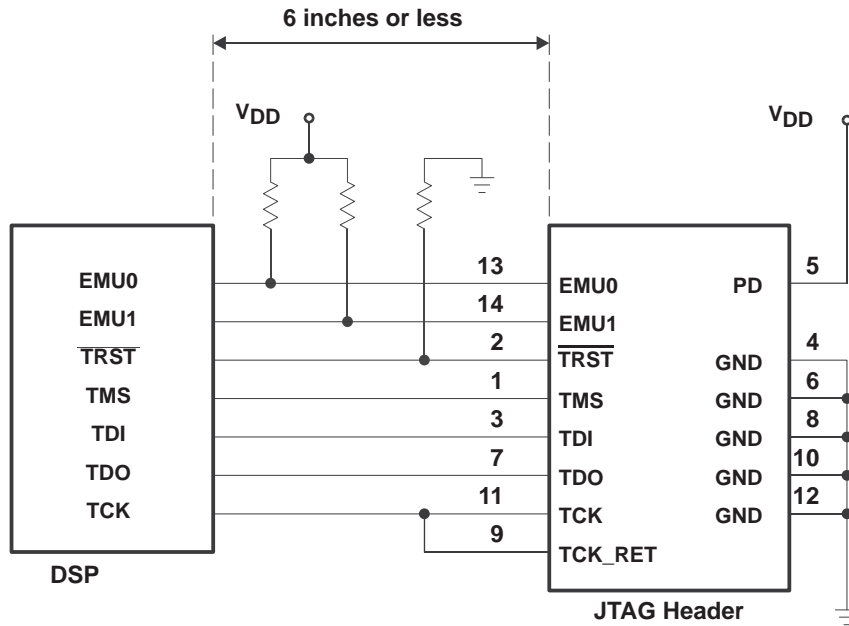 6 inches or less
VDD
VDD
13
5
EMU0
EMU0
PD
14
EMU1
EMU1
2
4
TRST
TRST
GND
1
6
TMS
TMS
GND
3
8
TDI
TDI
GND
7
10
TDO
TDO
GND
11
12
TCK
TCK
GND
9
TCK_RET
DSP
JTAG Header